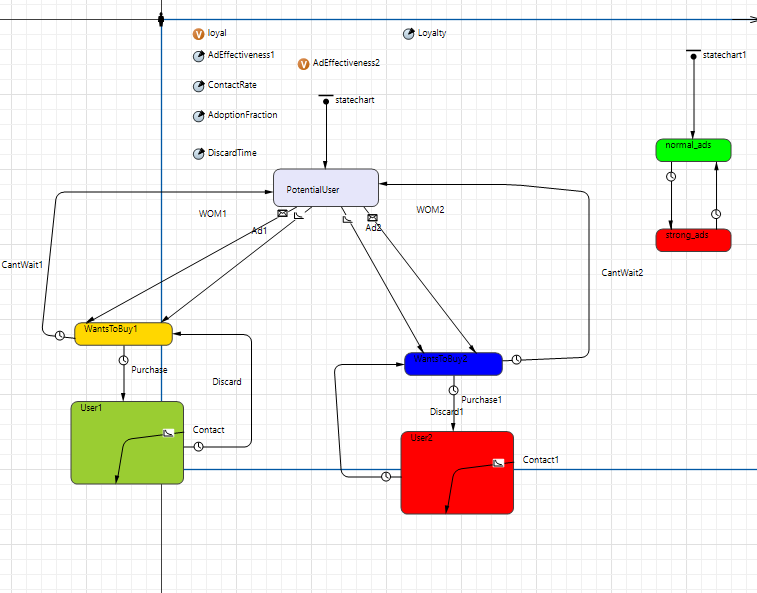 loyal
Loyalty
AdEffectiveness1
statechart1
AdEffectiveness2
ContactRate
statechart
AdoptionFraction
normal_ads
DiscardTime
PotentialUser
WOM1
WOM2
Ad1
Ad2
strong_ads
CantWait1
CantWait2
WantsToBuy1
WantsToBuy2
Purchase
Discard
Purchase1
User1
Discard1
Contact
User2
Contact1